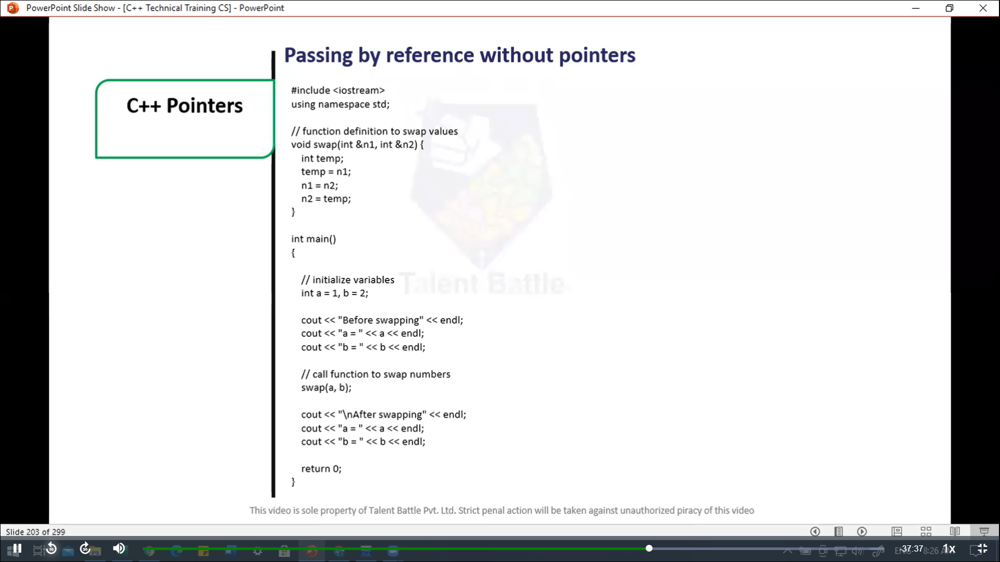 PowerPoint Slide Show - [C++ Technical Training CS] - PowerPoint
Passing by reference without pointers
C++ Pointers
#include <iostream>
using namespace std;
// function definition to swap values
void swap(int &n1, int &n2) {
int temp;
temp = n1;
n1 = n2;
n2 = temp;
}
int main()
{
// initialize variables
int a = 1, b = 2;
cout << "Before swapping" << endl;
cout << "a = " << a << endl;
cout << "b = " << b << endl;
// call function to swap numbers
swap(a, b);
cout << "\nAfter swapping" << endl;
cout << "a = " << a << endl;
cout << "b = " << b << endl;
return 0;
}
Talent Battle
This video is sole property of Talent Battle Pvt. Ltd. Strict penal action will be taken against unauthorized piracy of this video
Slide 203 of 299
10
30
-37:37
8:26
1x